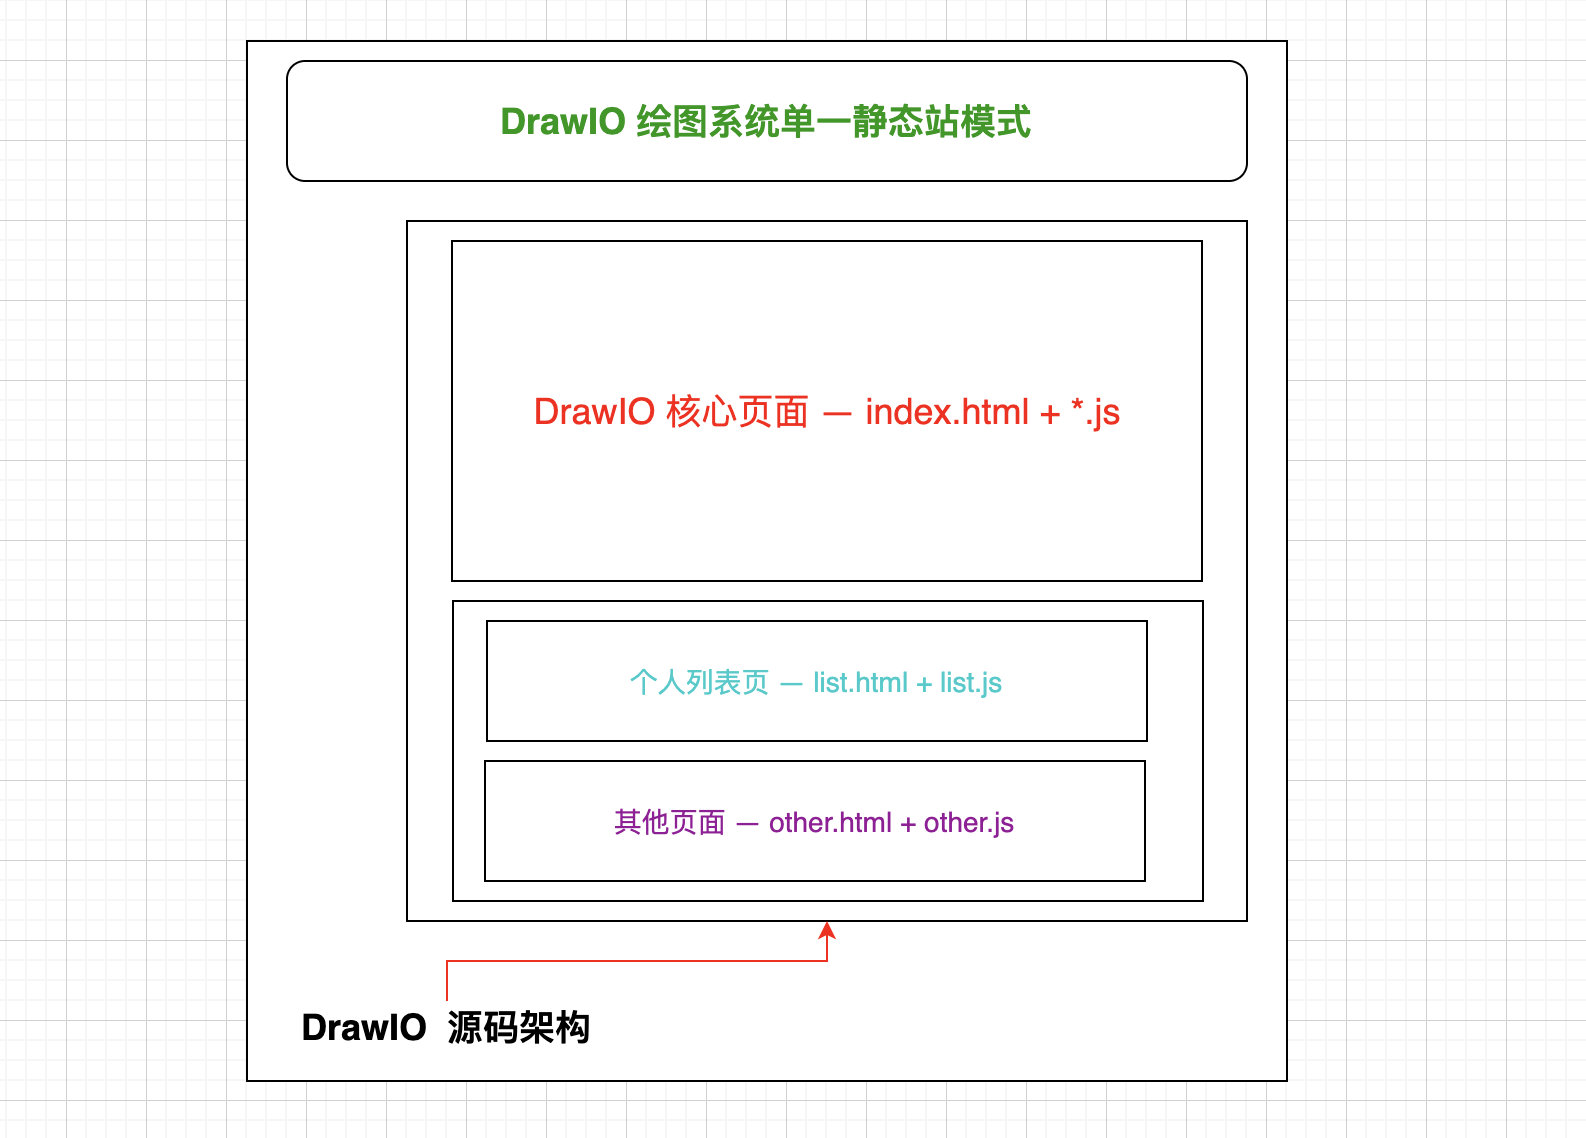 DrawIO 绘图系统单一静态站模式
DrawIO 核心页面 — index.html + *.js
个人列表页 — list.html + list.js
其他页面 — other.html + other.js
DrawIO 源码架构